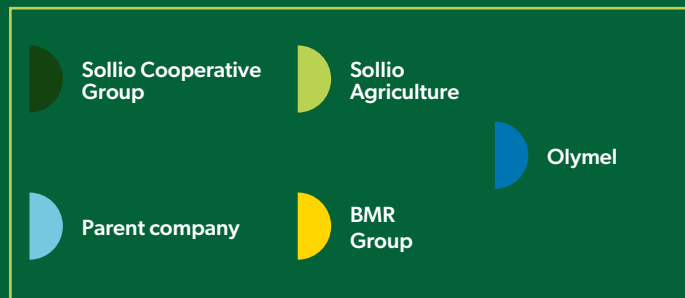 Sollio Cooperative
Group
Sollio
Agriculture
Olymel
Parent company
BMR
Group